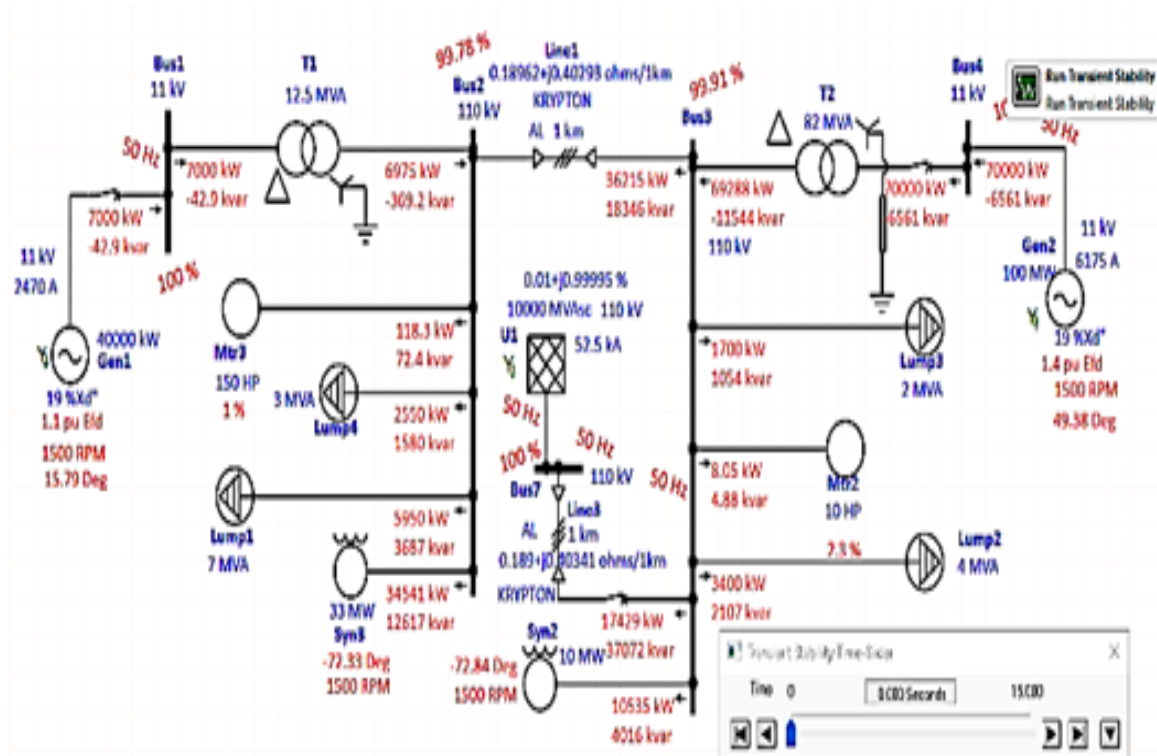 Bus1
11 kV
T1
12.5 MVA
50 Hz
7000 kW
-42.9 kvar
6975 kW
-309.2 kvar
7000 kW
-42.9 kvar
100 %
11 kV
2470 A
40000 kW
Gen1
19 %Xd"
1.1 pu Efd
1500 RPM
15.79 Deg
99.78 %
Bus2
110 kV
Mtr3
150 HP
1 %
118.3 kW
72.4 kvar
3 MVA
Lump4
2550 kW
1580 kvar
Lump1
7 MVA
5950 kW
3687 kvar
33 MW
Syn3
-72.33 Deg
1500 RPM
34541 kW
12617 kvar
Line1
0.18962+j0.40293 ohms/1km
KRYPTON
AL 1 km
36215 kW
18346 kvar
0.01+j0.99995 %
10000 MVAsc 110 kV
U1
52.5 kA
50 Hz
100 %
50 Hz
Bus7
110 kV
Line3
AL
1 km
ohms/1km
KRYPTON
17429 kW
37072 kvar
Syn2
10 MW
-72.84 Deg
1500 RPM
10535 kW
4016 kvar
99.91 %
Bus3
69288 kW
-11544 kvar
110 kV
50 Hz
T2
82 MVA
70000 kW
6561 kvar
Bus4
11 kV
50 Hz
70000 kW
-6561 kvar
11 kV
6175 A
Gen2
100 MW
19 %Xd"
1.4 pu Efd
1500 RPM
49.58 Deg
1700 kW
1054 kvar
Lump3
2 MVA
8.05 kW
4.88 kvar
Mtr2
10 HP
2.3 %
3400 kW
2107 kvar
Lump2
4 MVA
Run Transient Stability
Run Transient Stability
Transient Stability Time-Slider
Time 0
0.000 Seconds
15.000